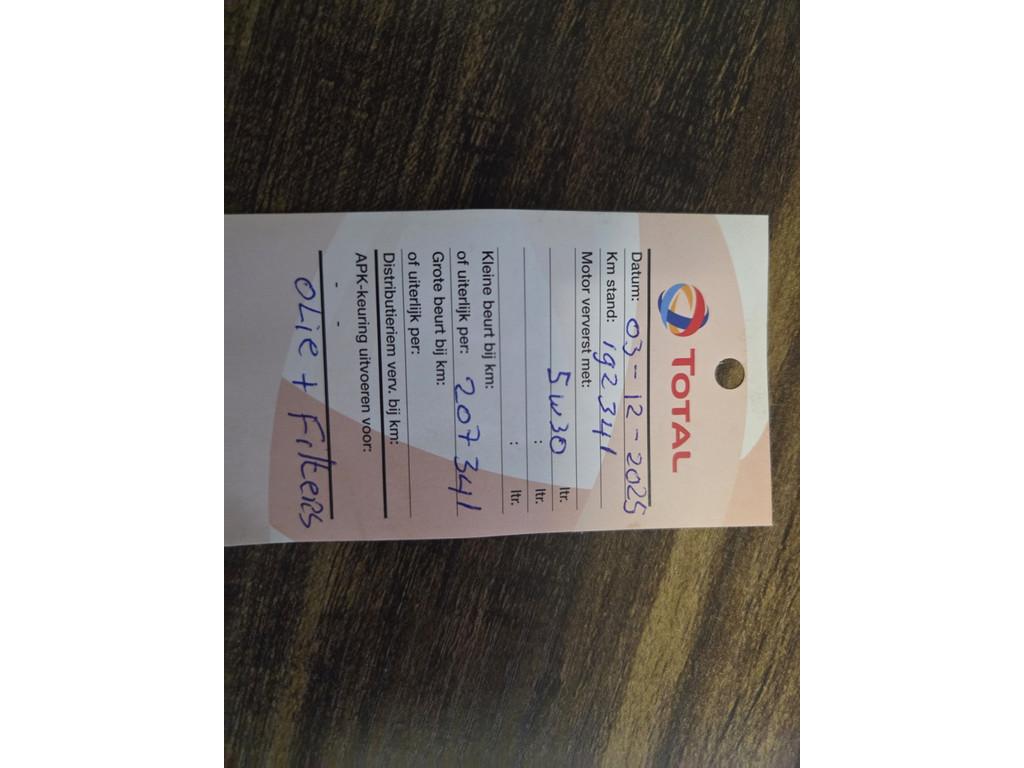 TOTAL
Datum: 03-12-2025
Km stand: 192341
Motor ververst met:
5W30 ltr.
: ltr.
: ltr.
Kleine beurt bij km:
of uiterlijk per: 207341
Grote beurt bij km:
of uiterlijk per:
Distributieriem verv. bij km:
APK-keuring uitvoeren voor:
- -
OLie + FilteRS